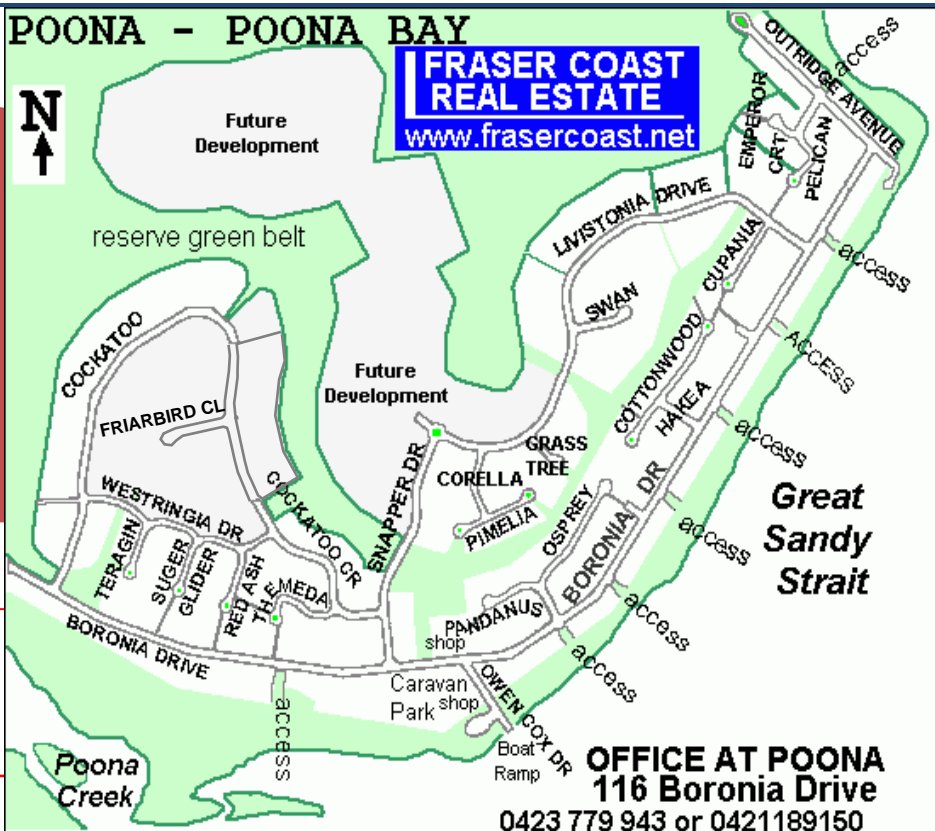 POONA - POONA BAY
FRASER COAST
REAL ESTATE
www.frasercoast.net
N
Future
Development
reserve green belt
OUTRIDGE AVENUE
access
EMPEROR
CRT
PELICAN
LIVISTONIA DRIVE
CUPANIA
access
SWAN
COTTONWOOD
ACCESS
COCKATOO
FRIARBIRD CL
Future
Development
HAKEA
access
GRASS
TREE
CORELLA
PIMELIA
SNAPPER DR
OSPREY
BORONIA DR
access
Great
Sandy
Strait
WESTRINGIA DR
COCKATOO CR
TERAGIN
SUGER
GLIDER
RED ASH
THE
MEDA
PANDANUS
access
access
BORONIA DRIVE
shop
Caravan
Park
shop
OWEN COX DR
Boat
Ramp
access
Poona
Creek
OFFICE AT POONA
116 Boronia Drive
0423 779 943 or 0421189150